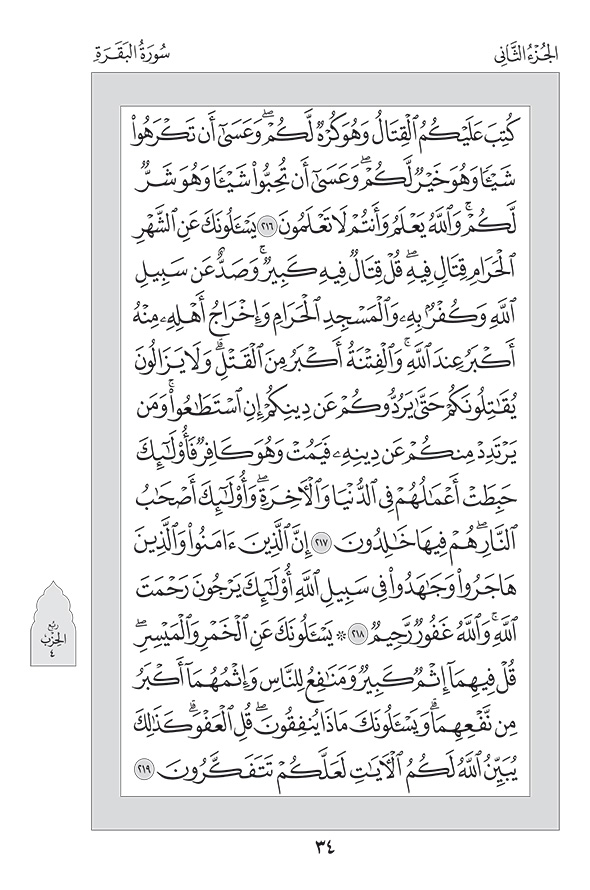 الجُزْءُ الثَّانِي
سُورَةُ البَقَرَةِ
كُتِبَ عَلَيْكُمُ ٱلْقِتَالُ وَهُوَ كُرْهٌ لَّكُمْۖ وَعَسَىٰٓ أَن تَكْرَهُوا۟
شَيْـًٔا وَهُوَ خَيْرٌ لَّكُمْۖ وَعَسَىٰٓ أَن تُحِبُّوا۟ شَيْـًٔا وَهُوَ شَرٌّ
لَّكُمْۚ وَٱللَّهُ يَعْلَمُ وَأَنتُمْ لَا تَعْلَمُونَ ٢١٦ يَسْـَٔلُونَكَ عَنِ ٱلشَّهْرِ
ٱلْحَرَامِ قِتَالٍ فِيهِۖ قُلْ قِتَالٌ فِيهِ كَبِيرٌۚ وَصَدٌّ عَن سَبِيلِ
ٱللَّهِ وَكُفْرٌۢ بِهِۦ وَٱلْمَسْجِدِ ٱلْحَرَامِ وَإِخْرَاجُ أَهْلِهِۦ مِنْهُ
أَكْبَرُ عِندَ ٱللَّهِۚ وَٱلْفِتْنَةُ أَكْبَرُ مِنَ ٱلْقَتْلِۗ وَلَا يَزَالُونَ
يُقَـٰتِلُونَكُمْ حَتَّىٰ يَرُدُّوكُمْ عَن دِينِكُمْ إِنِ ٱسْتَطَـٰعُوا۟ۚ وَمَن
يَرْتَدِدْ مِنكُمْ عَن دِينِهِۦ فَيَمُتْ وَهُوَ كَافِرٌ فَأُو۟لَـٰٓئِكَ
حَبِطَتْ أَعْمَـٰلُهُمْ فِى ٱلدُّنْيَا وَٱلْـَٔاخِرَةِۖ وَأُو۟لَـٰٓئِكَ أَصْحَـٰبُ
ٱلنَّارِۖ هُمْ فِيهَا خَـٰلِدُونَ ٢١٧ إِنَّ ٱلَّذِينَ ءَامَنُوا۟ وَٱلَّذِينَ
هَاجَرُوا۟ وَجَـٰهَدُوا۟ فِى سَبِيلِ ٱللَّهِ أُو۟لَـٰٓئِكَ يَرْجُونَ رَحْمَتَ
ٱللَّهِۚ وَٱللَّهُ غَفُورٌ رَّحِيمٌ ٢١٨ ۞ يَسْـَٔلُونَكَ عَنِ ٱلْخَمْرِ وَٱلْمَيْسِرِۖ
قُلْ فِيهِمَآ إِثْمٌ كَبِيرٌ وَمَنَـٰفِعُ لِلنَّاسِ وَإِثْمُهُمَآ أَكْبَرُ
مِن نَّفْعِهِمَاۗ وَيَسْـَٔلُونَكَ مَاذَا يُنفِقُونَۖ قُلِ ٱلْعَفْوَۗ كَذَٰلِكَ
يُبَيِّنُ ٱللَّهُ لَكُمُ ٱلْـَٔايَـٰتِ لَعَلَّكُمْ تَتَفَكَّرُونَ ٢١٩
ربع
الحزب
٤
٣٤